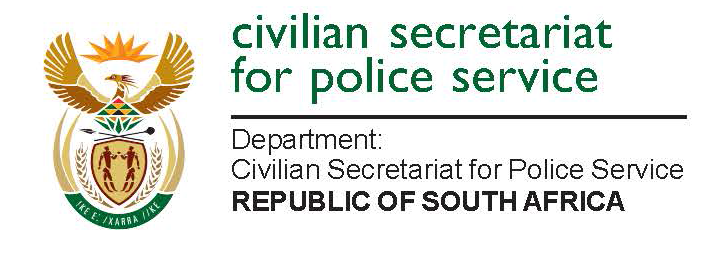 civilian secretariat
for police service
Department:
Civilian Secretariat for Police Service
REPUBLIC OF SOUTH AFRICA
!KE E: /XARRA //KE